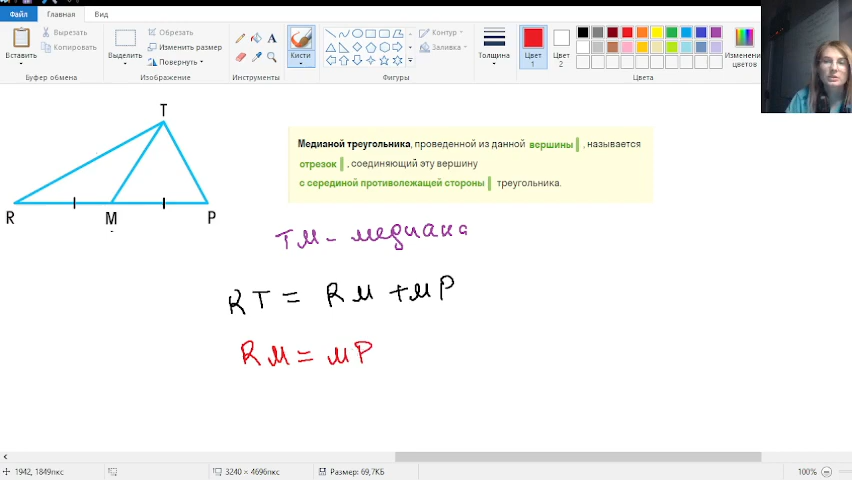 Файл
Главная
Вид
Вставить
Вырезать
Копировать
Буфер обмена
Выделить
Обрезать
Изменить размер
Повернуть
Изображение
A
Инструменты
Кисти
Контур
Заливка
Фигуры
Толщина
Цвет 1
Цвет 2
Изменение цветов
Цвета
T
R
M
P
Медианой треугольника, проведенной из данной вершины, называется
отрезок, соединяющий эту вершину
с серединой противолежащей стороны треугольника.
TM - медиана
RT = RM + MP
RM = MP
1942, 1849пкс
3240 × 4696пкс
Размер: 69,7КБ
100%